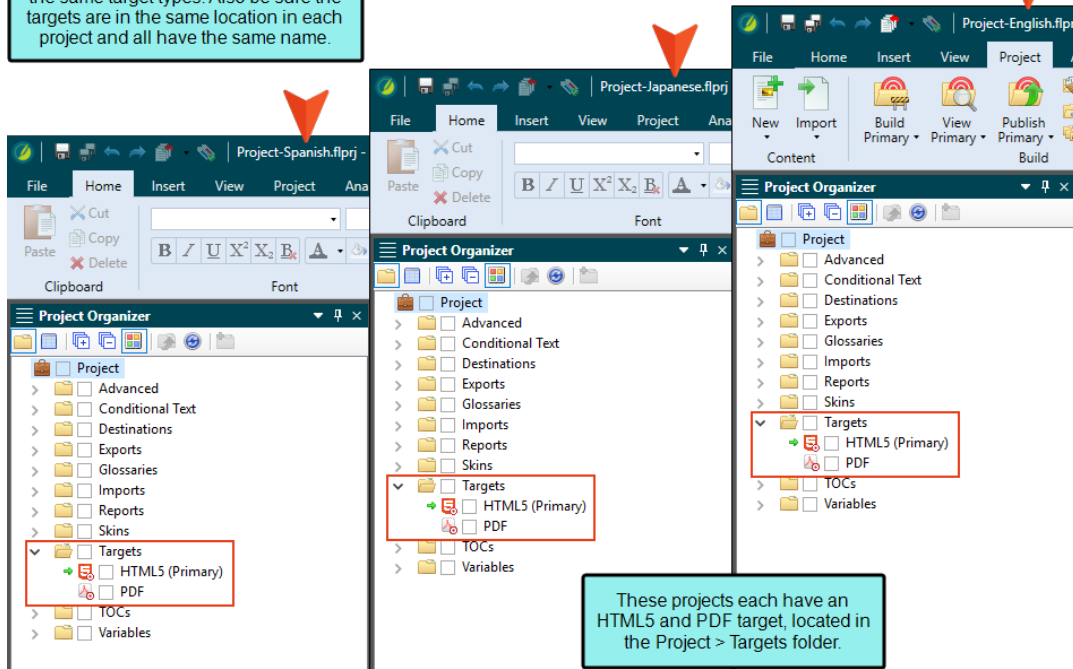 the same target types. Also be sure the
targets are in the same location in each
project and all have the same name.
Project-Spanish.flprj -
File Home Insert View Project Ana
Paste
Cut
Copy
Delete
B I U X² X₂ B A
Clipboard Font
Project Organizer
Project
Advanced
Conditional Text
Destinations
Exports
Glossaries
Imports
Reports
Skins
Targets
HTML5 (Primary)
PDF
TOCs
Variables
Project-Japanese.flprj
File Home Insert View Project Ana
Paste
Cut
Copy
Delete
B I U X² X₂ B A
Clipboard Font
Project Organizer
Project
Advanced
Conditional Text
Destinations
Exports
Glossaries
Imports
Reports
Skins
Targets
HTML5 (Primary)
PDF
TOCs
Variables
Project-English.flprj
File Home Insert View Project
New Import Build Primary View Primary Publish Primary
Content Build
Project Organizer
Project
Advanced
Conditional Text
Destinations
Exports
Glossaries
Imports
Reports
Skins
Targets
HTML5 (Primary)
PDF
TOCs
Variables
These projects each have an
HTML5 and PDF target, located in
the Project > Targets folder.